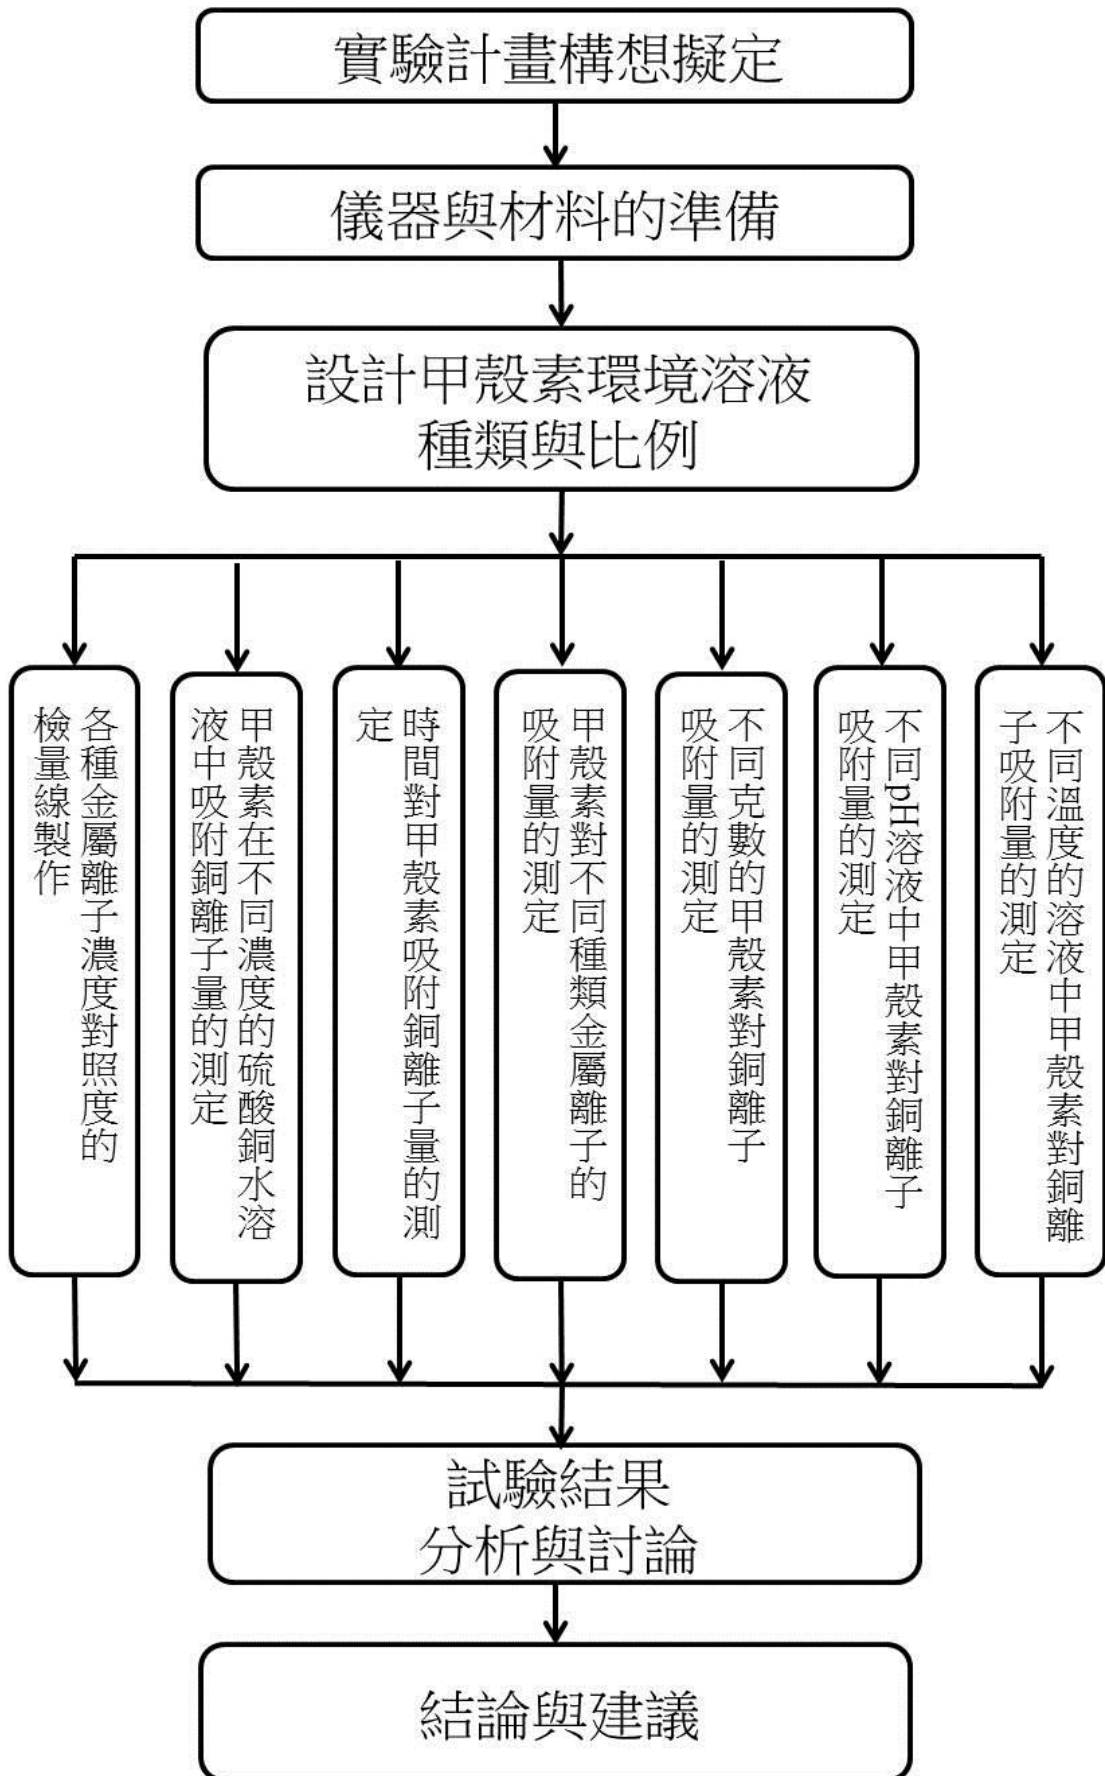 實驗計畫構想擬定
儀器與材料的準備
設計甲殼素環境溶液
種類與比例
各種金屬離子濃度對照度的
檢量線製作
甲殼素在不同濃度的硫酸銅水溶
液中吸附銅離子量的測定
時間對甲殼素吸附銅離子量的測
定
甲殼素對不同種類金屬離子的
吸附量的測定
不同克數的甲殼素對銅離子
吸附量的測定
不同pH溶液中甲殼素對銅離子
吸附量的測定
不同溫度的溶液中甲殼素對銅離
子吸附量的測定
試驗結果
分析與討論
結論與建議